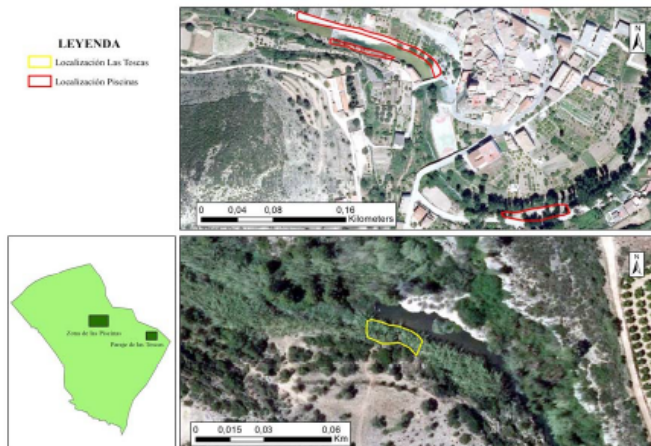 LEYENDA
Localización Las Toscas
Localización Piscinas
N
0 0,04 0,08 0,16
Kilometers
Zona de las Piscinas
Paraje de las Toscas
N
0 0,015 0,03 0,06
Km